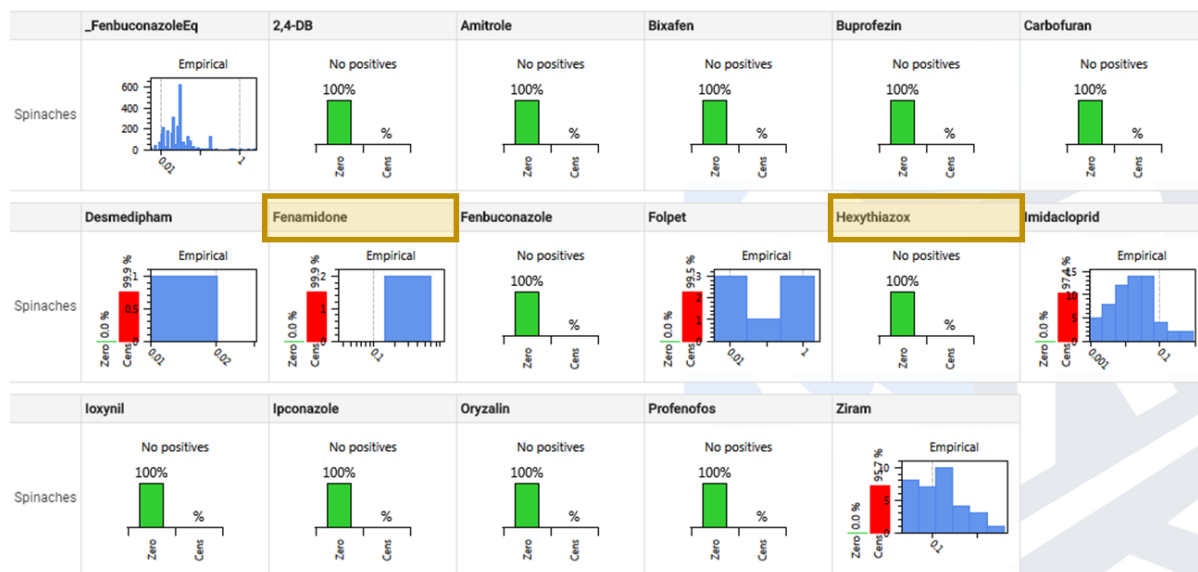 _FenbuconazoleEq 2,4-DB Amitrole Bixafen Buprofezin Carbofuran
Spinaches
Empirical
600
400
200
0
0.01 1
No positives
100%
%
Zero Cens
No positives
100%
%
Zero Cens
No positives
100%
%
Zero Cens
No positives
100%
%
Zero Cens
No positives
100%
%
Zero Cens
Desmedipham Fenamidone Fenbuconazole Folpet Hexythiazox Imidacloprid
Spinaches
Empirical
0.0 % 99.9 %
Zero Cens
1
0.5
0
0.01 0.02
Empirical
0.0 % 99.9 %
Zero Cens
2
1
0
0.1
No positives
100%
%
Zero Cens
Empirical
0.0 % 99.5 %
Zero Cens
3
2
1
0
0.01 1
No positives
100%
%
Zero Cens
Empirical
0.0 % 97.4 %
Zero Cens
15
10
5
0
0.001 0.1
Ioxynil Ipconazole Oryzalin Profenofos Ziram
Spinaches
No positives
100%
%
Zero Cens
No positives
100%
%
Zero Cens
No positives
100%
%
Zero Cens
No positives
100%
%
Zero Cens
Empirical
0.0 % 95.7 %
Zero Cens
10
5
0
0.1